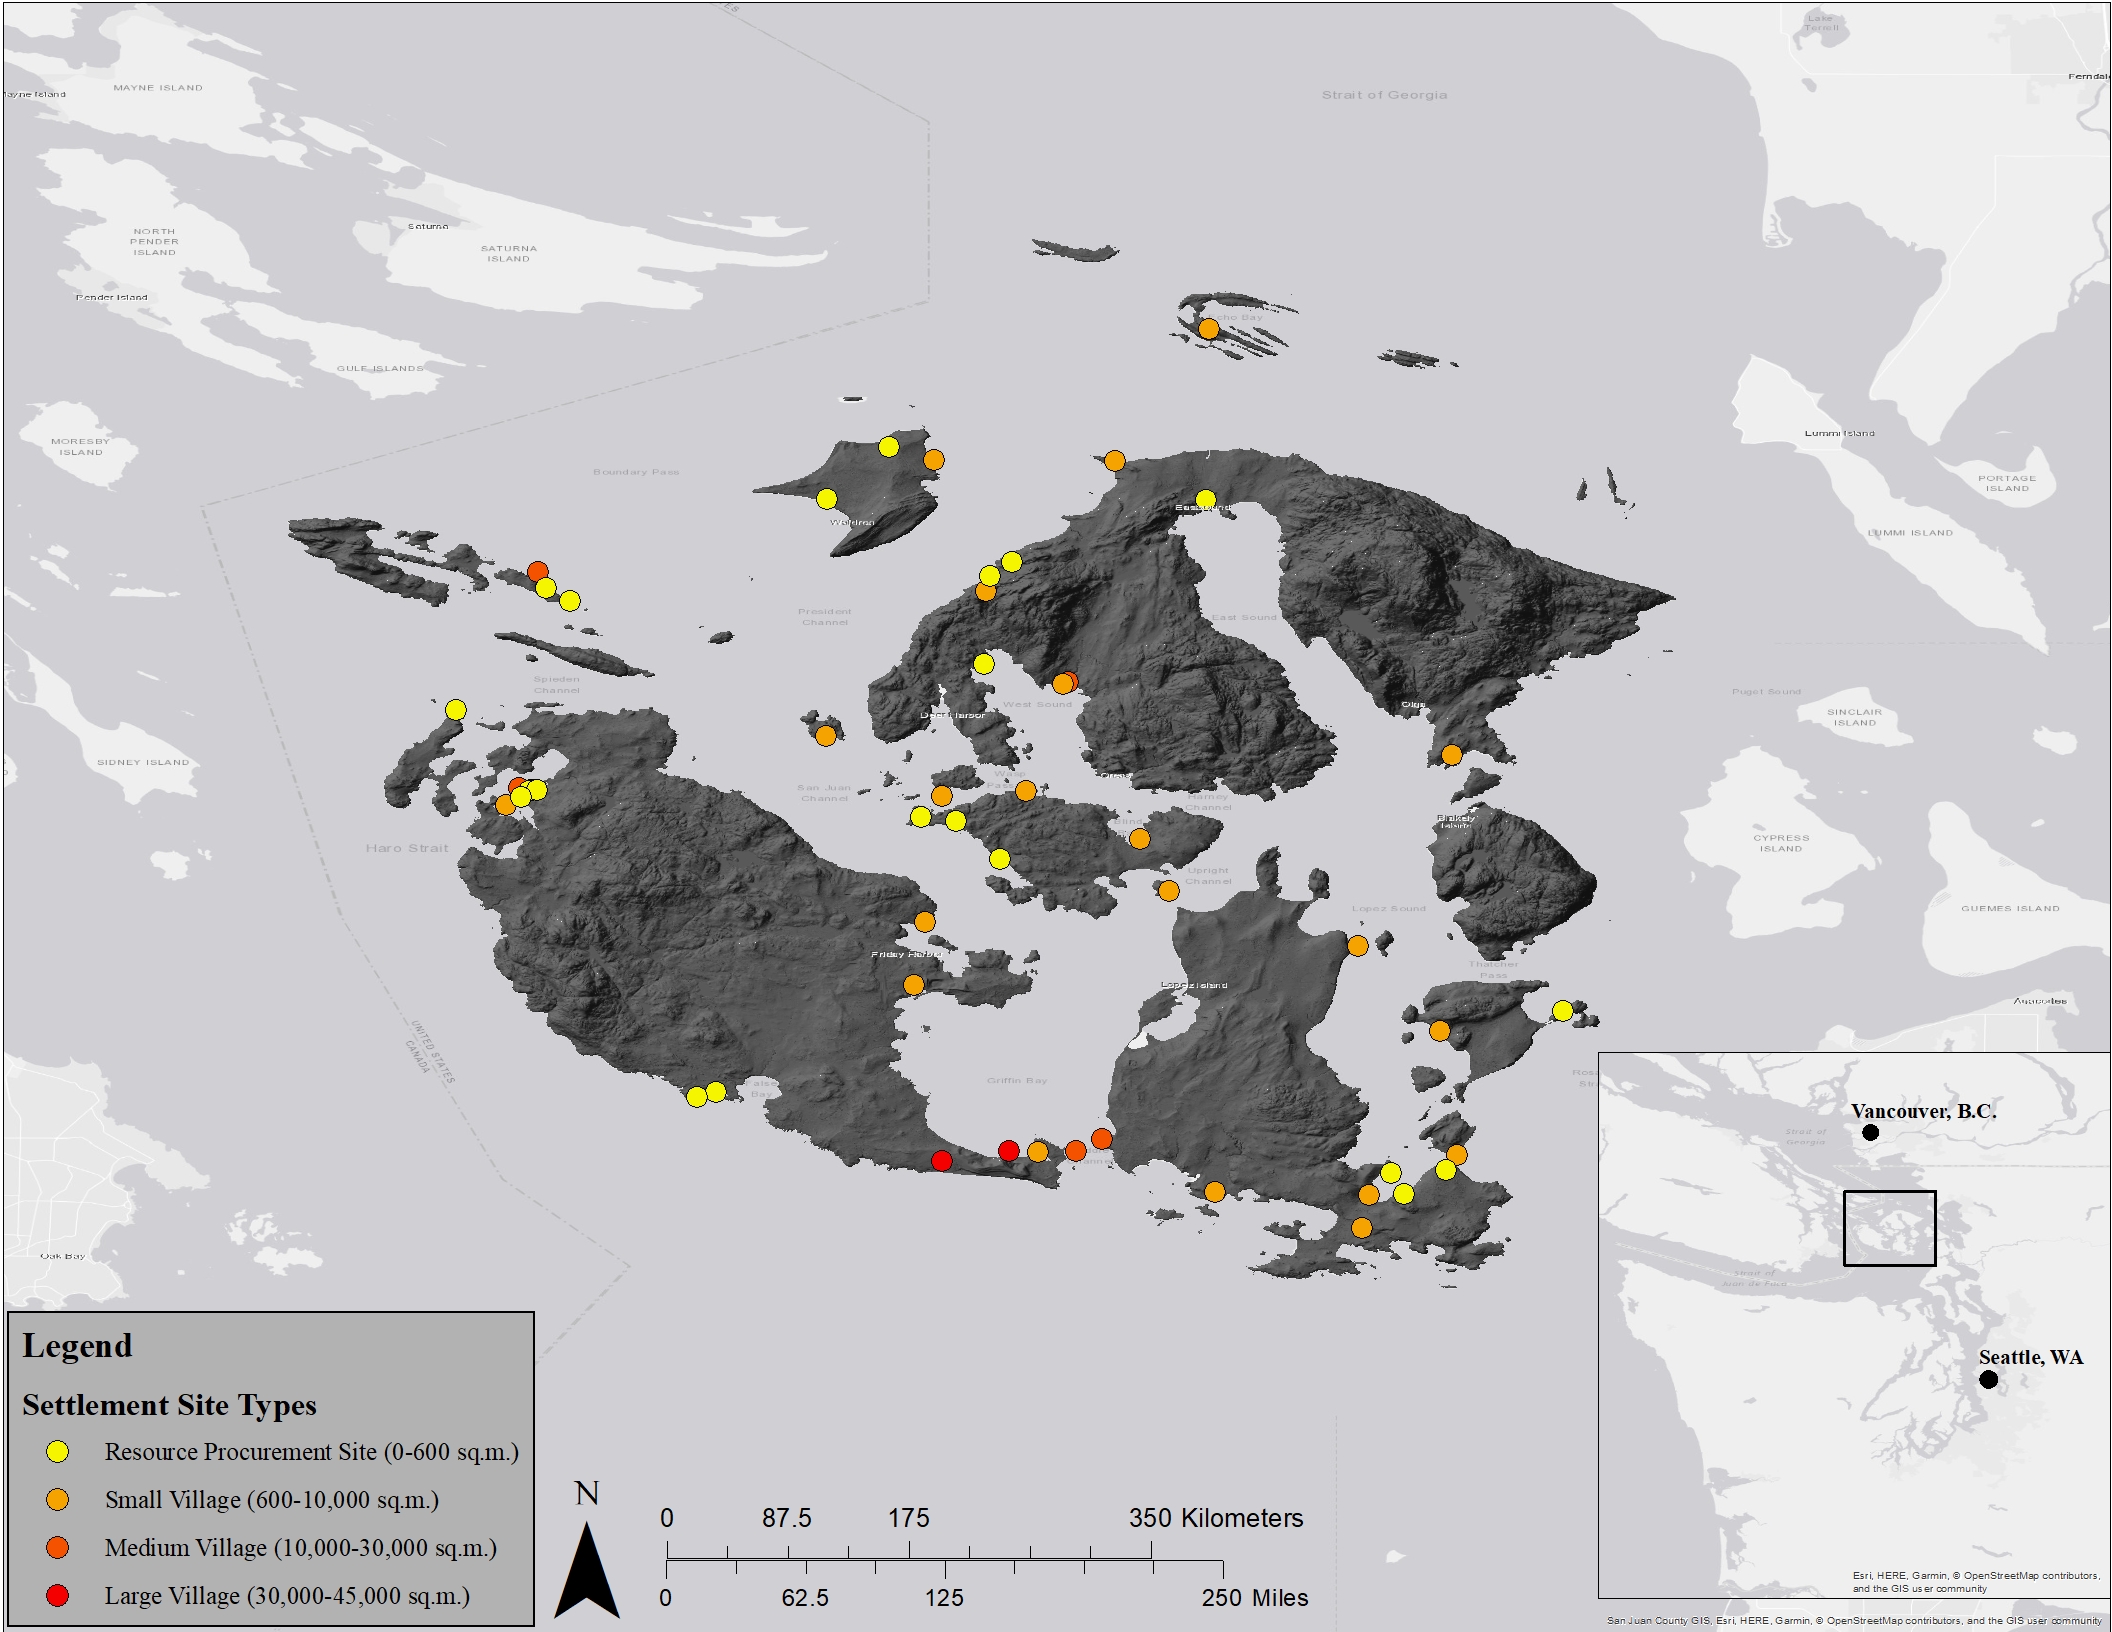 Lake
Terrell
Ferndal
MAYNE ISLAND
Mayne Island
Strait of Georgia
NORTH
PENDER
ISLAND
Saturna
SATURNA
ISLAND
Pender Island
Echo Bay
GULF ISLANDS
MORESBY
ISLAND
Lummi Island
Boundary Pass
PORTAGE
ISLAND
Eastsound
Waldron
LUMMI ISLAND
President
Channel
East Sound
Spieden
Channel
Puget Sound
West Sound
Olga
Deer Harbor
SINCLAIR
ISLAND
SIDNEY ISLAND
Wasp
Orcas
San Juan
Channel
Harney
Channel
Blind
Blakely
Island
Haro Strait
CYPRESS
ISLAND
Upright
Channel
Lopez Sound
GUEMES ISLAND
Friday Harbor
Thatcher
Pass
Lopez Island
Anacortes
UNITED STATES
CANADA
Griffin Bay
False
Bay
Vancouver, B.C.
Strait of
Georgia
Oak Bay
Strait of
Juan de Fuca
Seattle, WA
Legend
Settlement Site Types
Resource Procurement Site (0-600 sq.m.)
Small Village (600-10,000 sq.m.)
Medium Village (10,000-30,000 sq.m.)
Large Village (30,000-45,000 sq.m.)
N
0 87.5 175 350 Kilometers
0 62.5 125 250 Miles
Esri, HERE, Garmin, © OpenStreetMap contributors,
and the GIS user community
San Juan County GIS, Esri, HERE, Garmin, © OpenStreetMap contributors, and the GIS user community